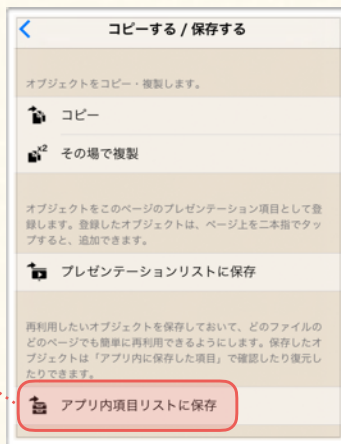 コピーする / 保存する
オブジェクトをコピー・複製します。
コピー
その場で複製
オブジェクトをこのページのプレゼンテーション項目として登
録します。登録したオブジェクトは、ページ上を二本指でタッ
プすると、追加できます。
プレゼンテーションリストに保存
再利用したいオブジェクトを保存しておいて、どのファイルの
どのページでも簡単に再利用できるようにします。保存したオ
ブジェクトは「アプリ内に保存した項目」で確認したり復元し
たりできます。
アプリ内項目リストに保存